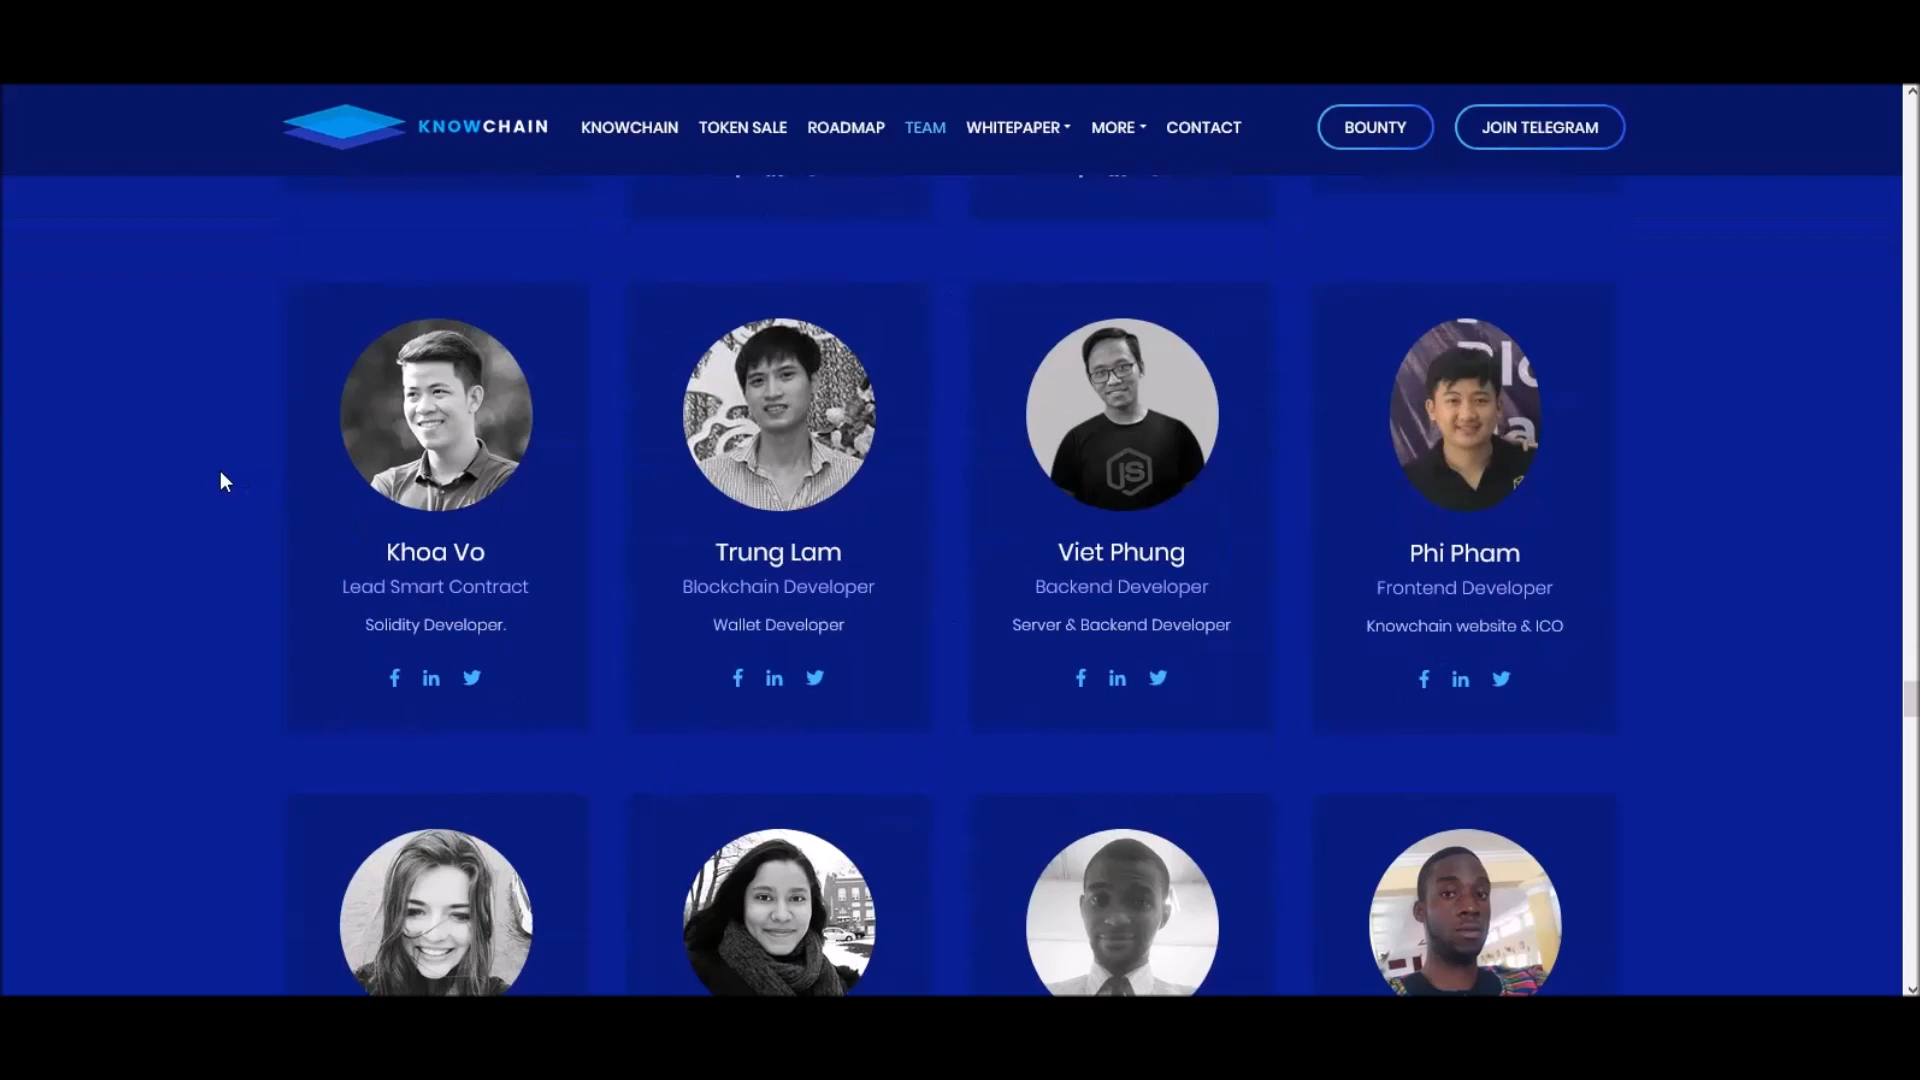 KNOWCHAIN KNOWCHAIN TOKEN SALE ROADMAP TEAM WHITEPAPER MORE CONTACT BOUNTY JOIN TELEGRAM
JS
Khoa Vo
Lead Smart Contract
Solidity Developer.
Trung Lam
Blockchain Developer
Wallet Developer
Viet Phung
Backend Developer
Server & Backend Developer
Phi Pham
Frontend Developer
Knowchain website & ICO